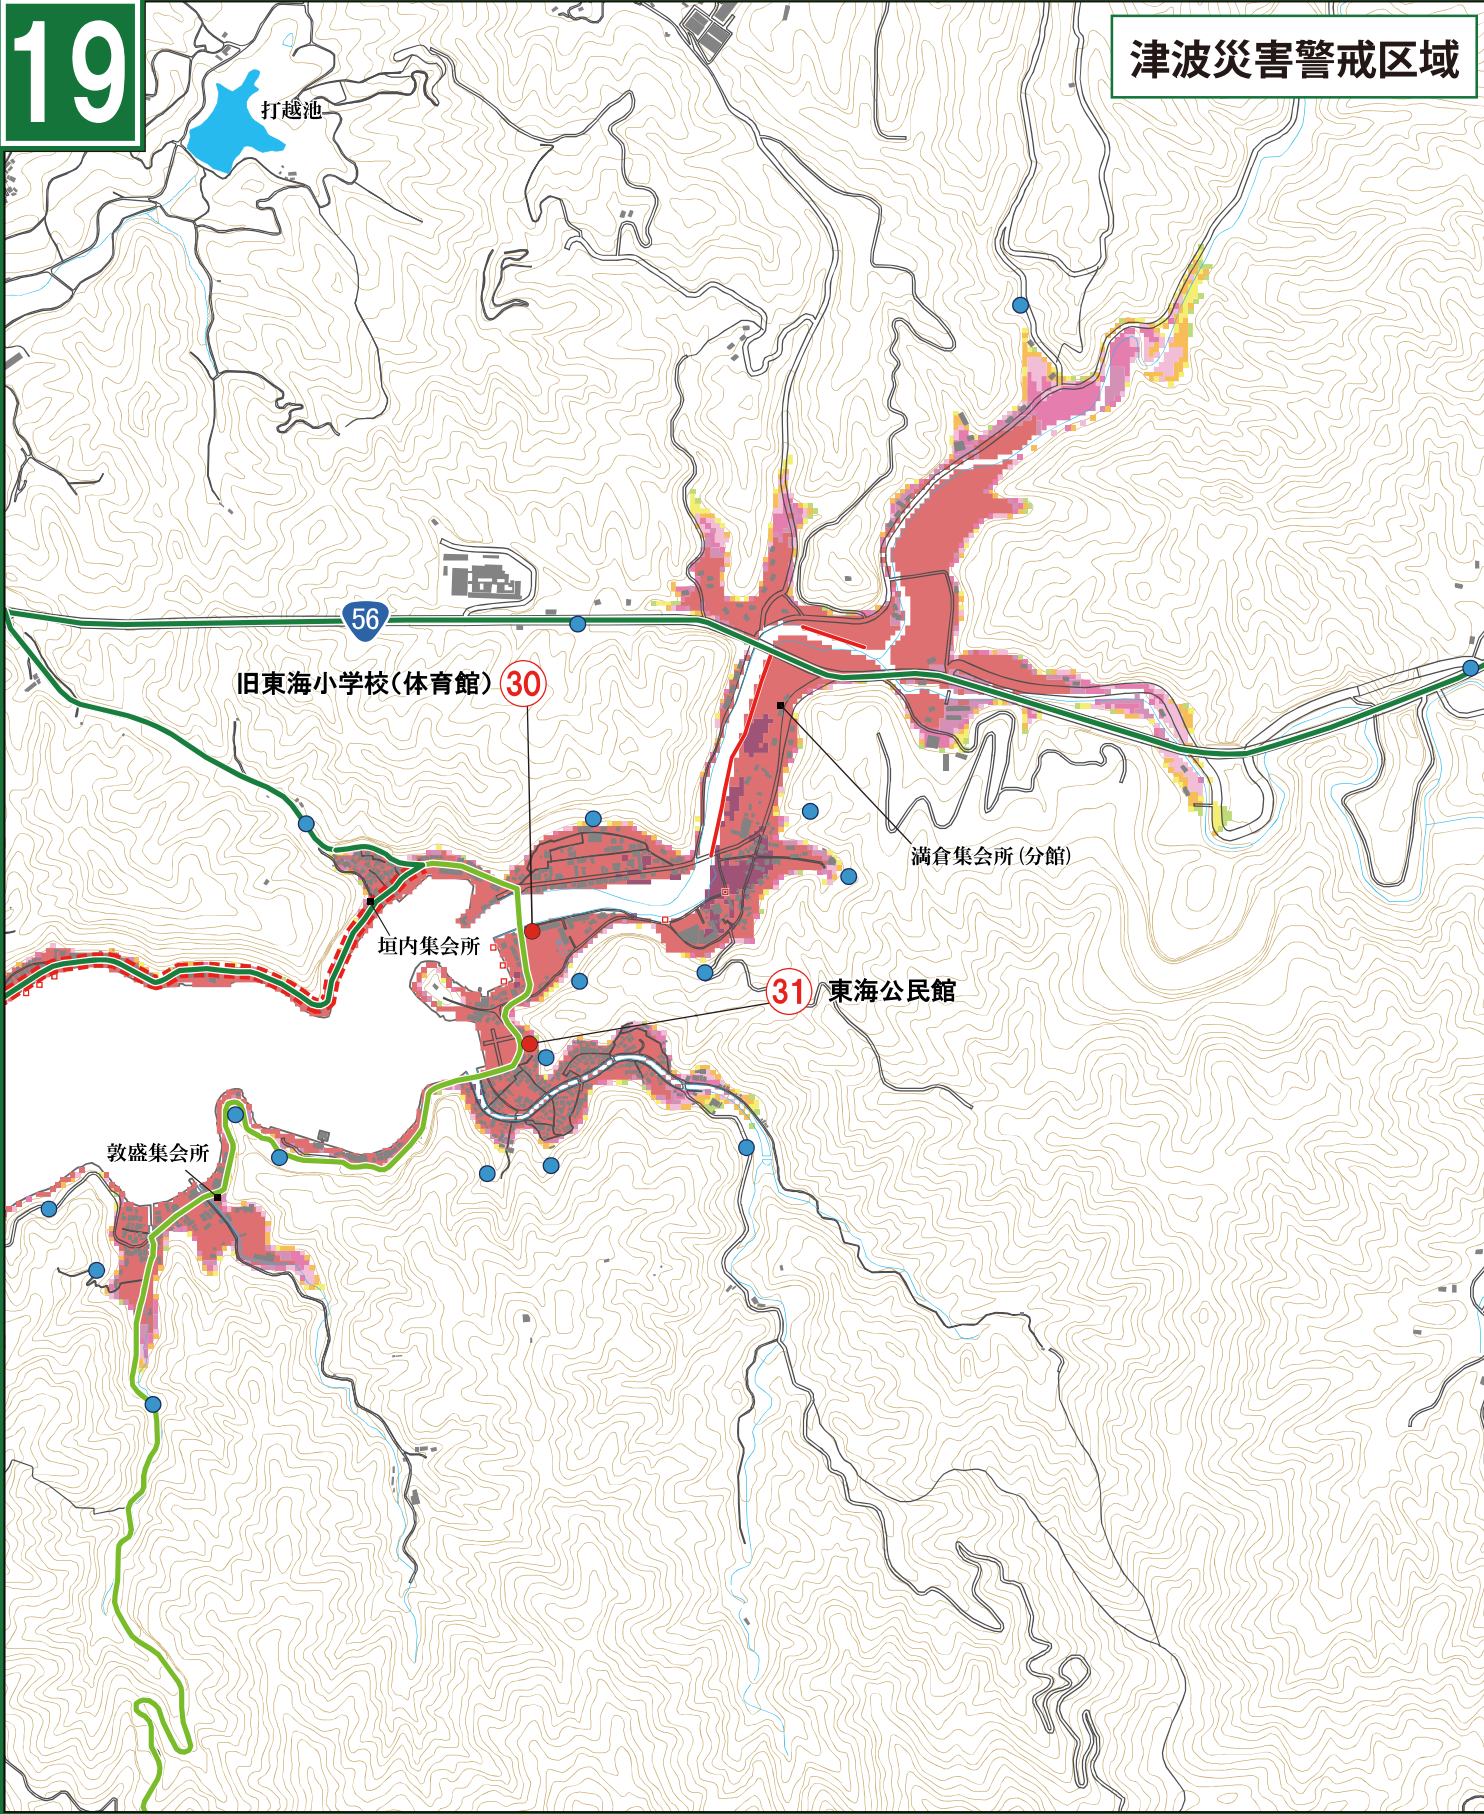 19
津波災害警戒区域
打越池
56
旧東海小学校(体育館) 30
満倉集会所(分館)
垣内集会所
31 東海公民館
敦盛集会所